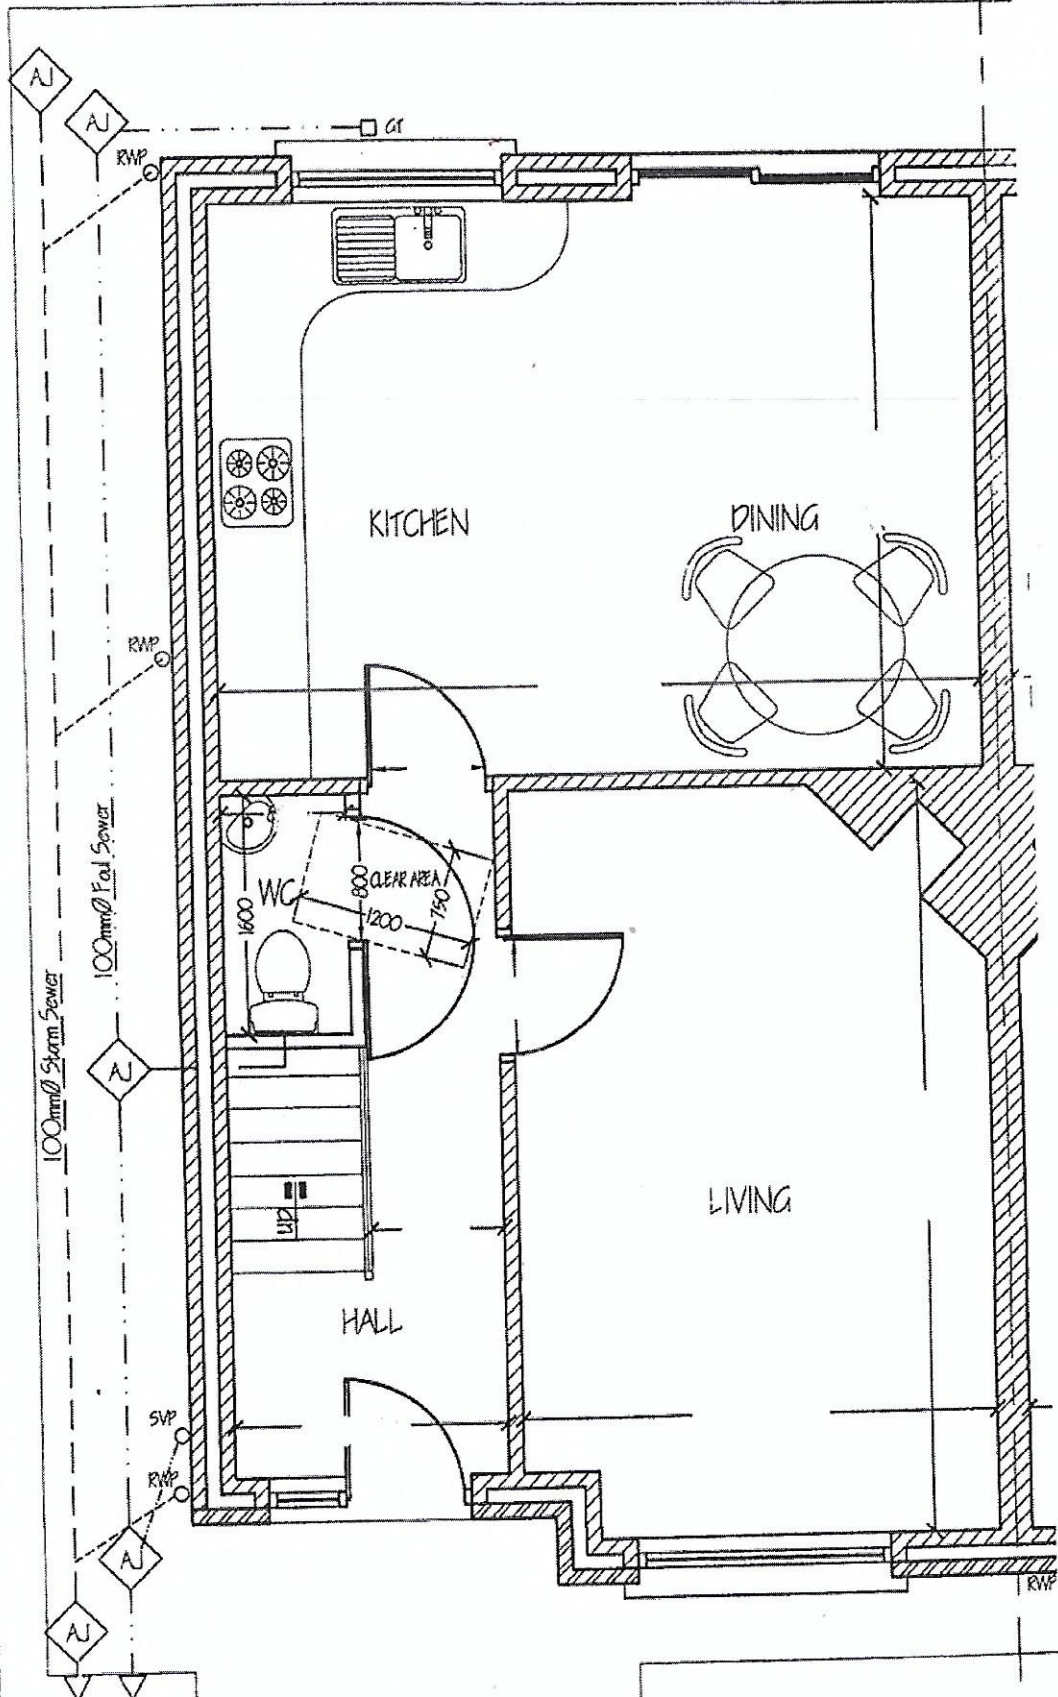 AJ
AJ
GT
RWP
KITCHEN
DINING
RWP
WC
800
CLEAR AREA
750
1200
1600
100mmØ Foul Sewer
100mmØ Storm Sewer
AJ
up
LIVING
HALL
SVP
RWP
AJ
AJ
RWP